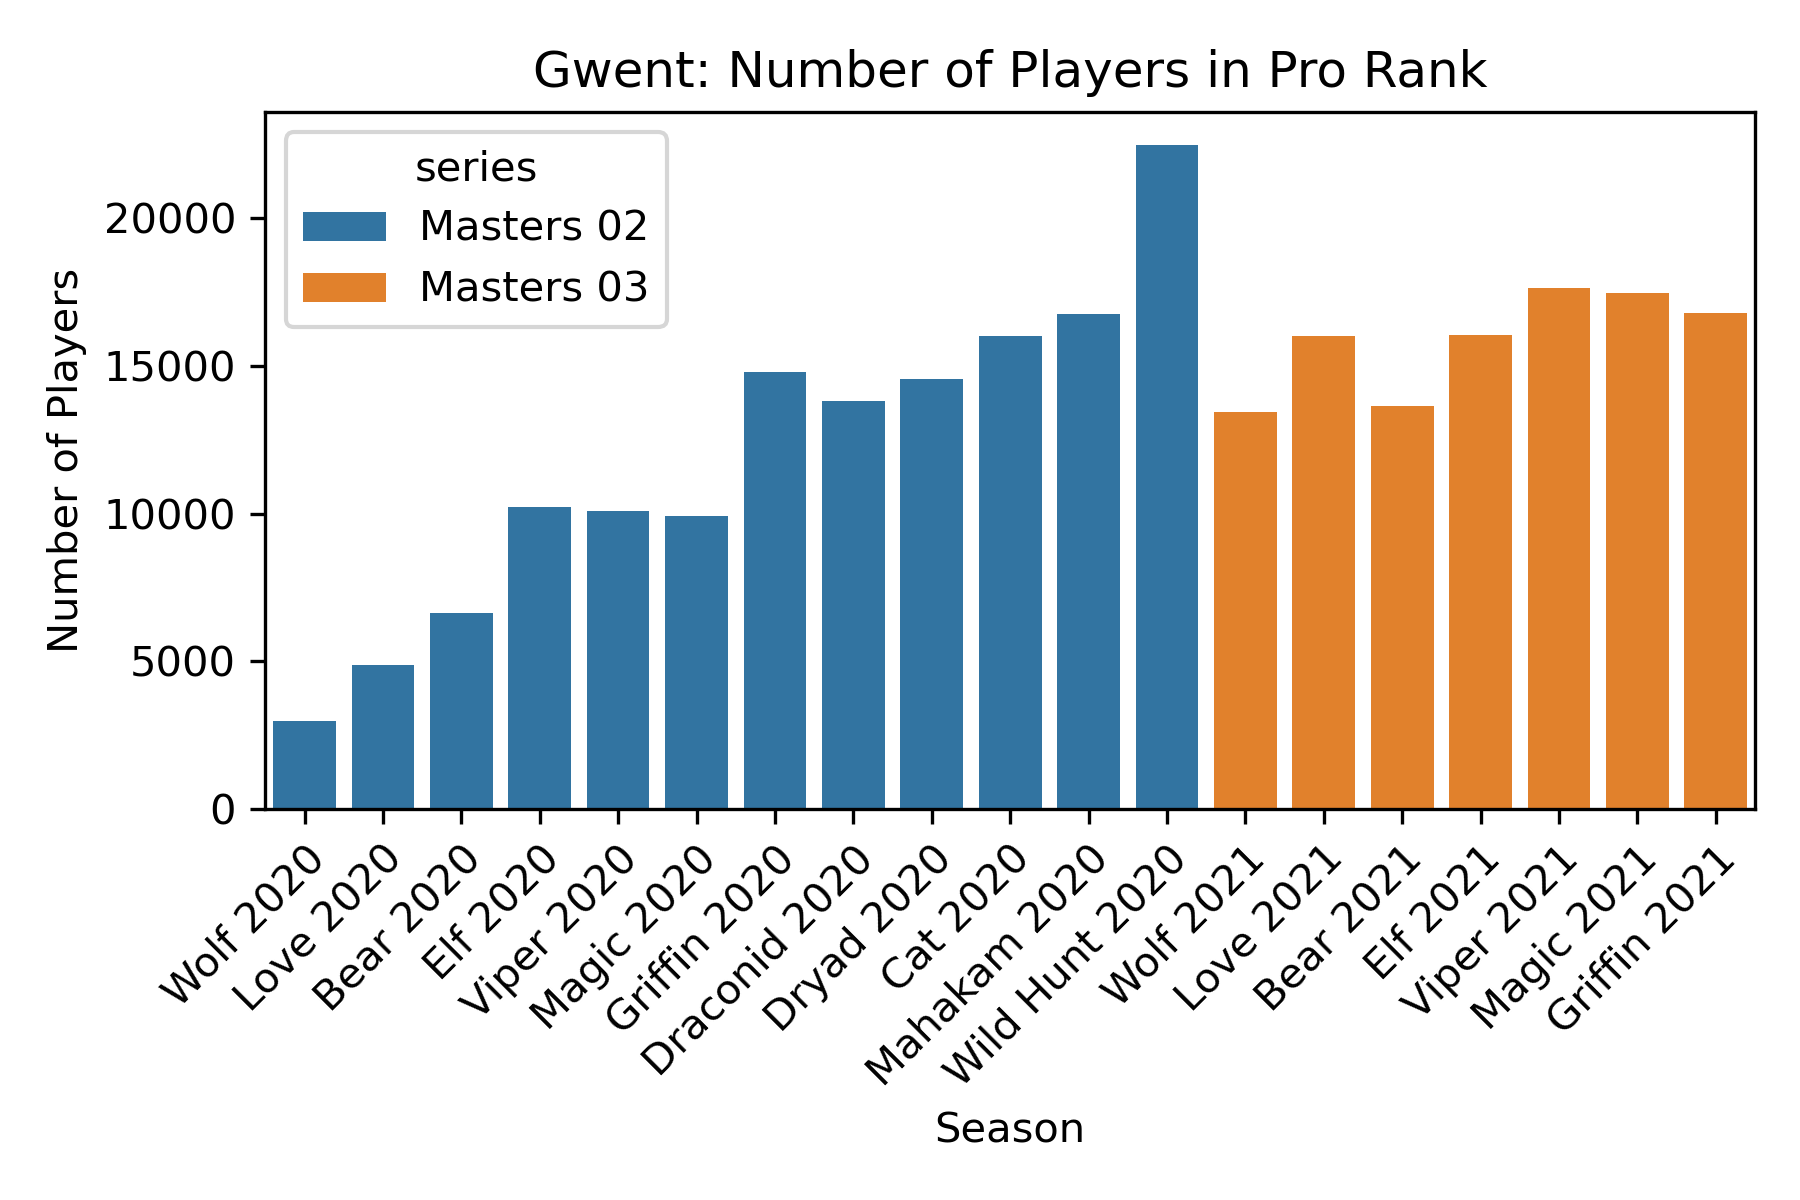 Gwent: Number of Players in Pro Rank
series
Masters 02
Masters 03
Number of Players
20000
15000
10000
5000
0
Wolf 2020
Love 2020
Bear 2020
Elf 2020
Viper 2020
Magic 2020
Griffin 2020
Draconid 2020
Dryad 2020
Cat 2020
Mahakam 2020
Wild Hunt 2020
Wolf 2021
Love 2021
Bear 2021
Elf 2021
Viper 2021
Magic 2021
Griffin 2021
Season